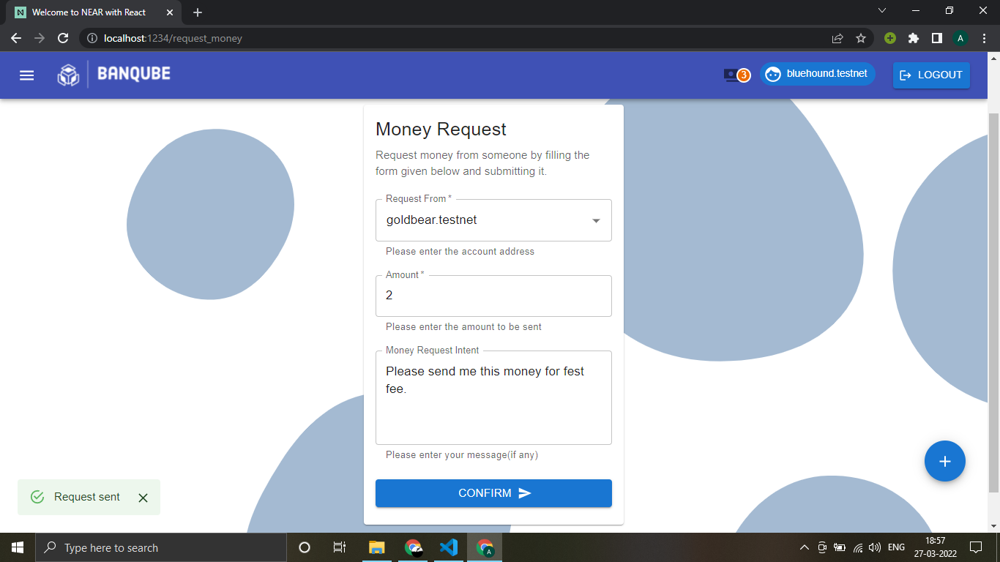 Welcome to NEAR with React
localhost:1234/request_money
A
BANQUBE
3
bluehound.testnet
LOGOUT
Money Request
Request money from someone by filling the
form given below and submitting it.
Request From *
goldbear.testnet
Please enter the account address
Amount *
2
Please enter the amount to be sent
Money Request Intent
Please send me this money for fest
fee.
Please enter your message(if any)
CONFIRM
Request sent
Type here to search
A
ENG
18:57
27-03-2022